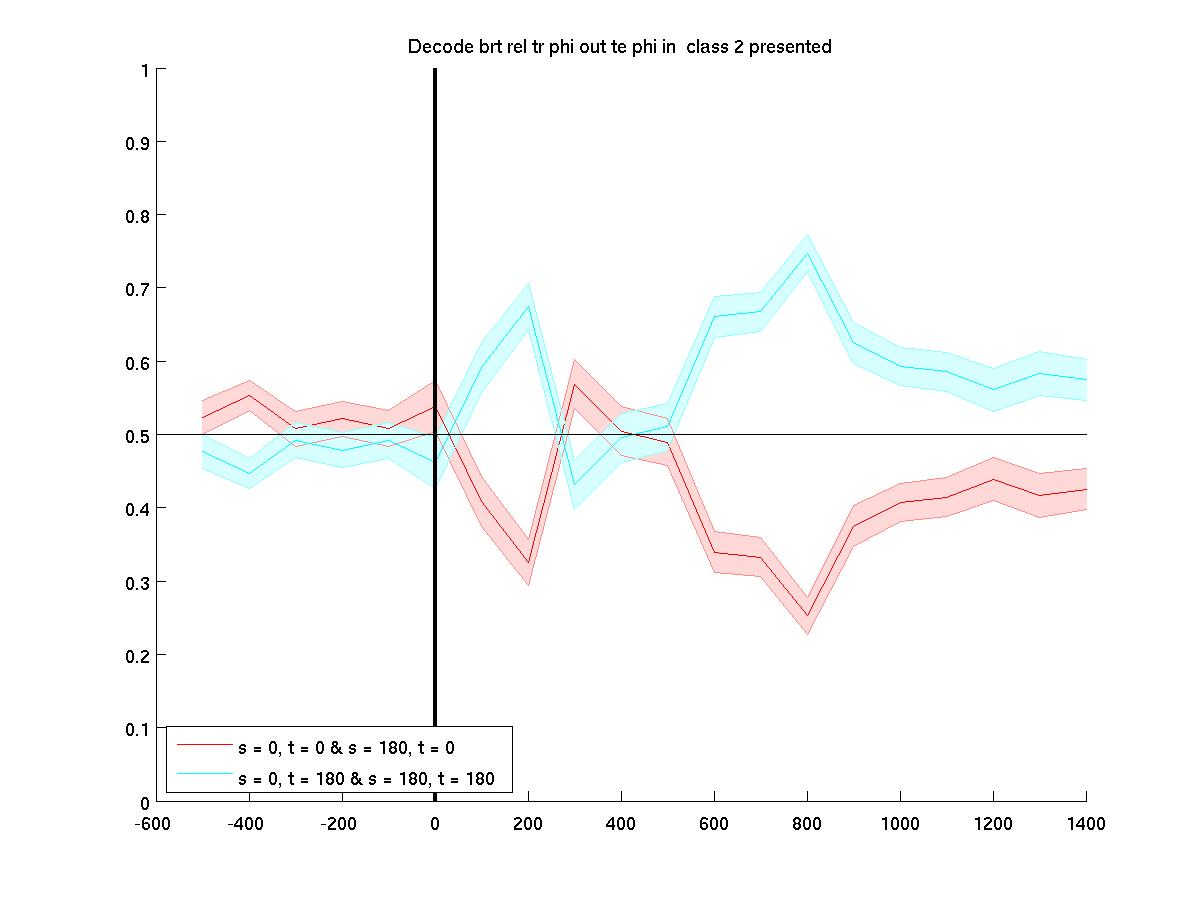 Decode brt rel tr phi out te phi in  class 2 presented
1
0.9
0.8
0.7
0.6
0.5
0.4
0.3
0.2
0.1
0
s = 0, t = 0 & s = 180, t = 0
s = 0, t = 180 & s = 180, t = 180
-600 -400 -200 0 200 400 600 800 1000 1200 1400